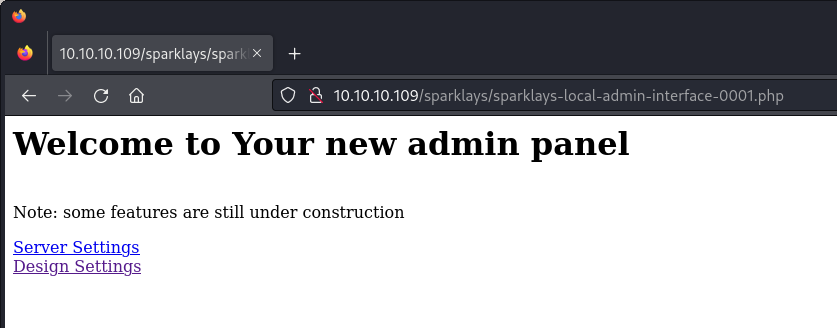 10.10.10.109/sparklays/spark
10.10.10.109/sparklays/sparklays-local-admin-interface-0001.php
Welcome to Your new admin panel
Note: some features are still under construction
Server Settings
Design Settings